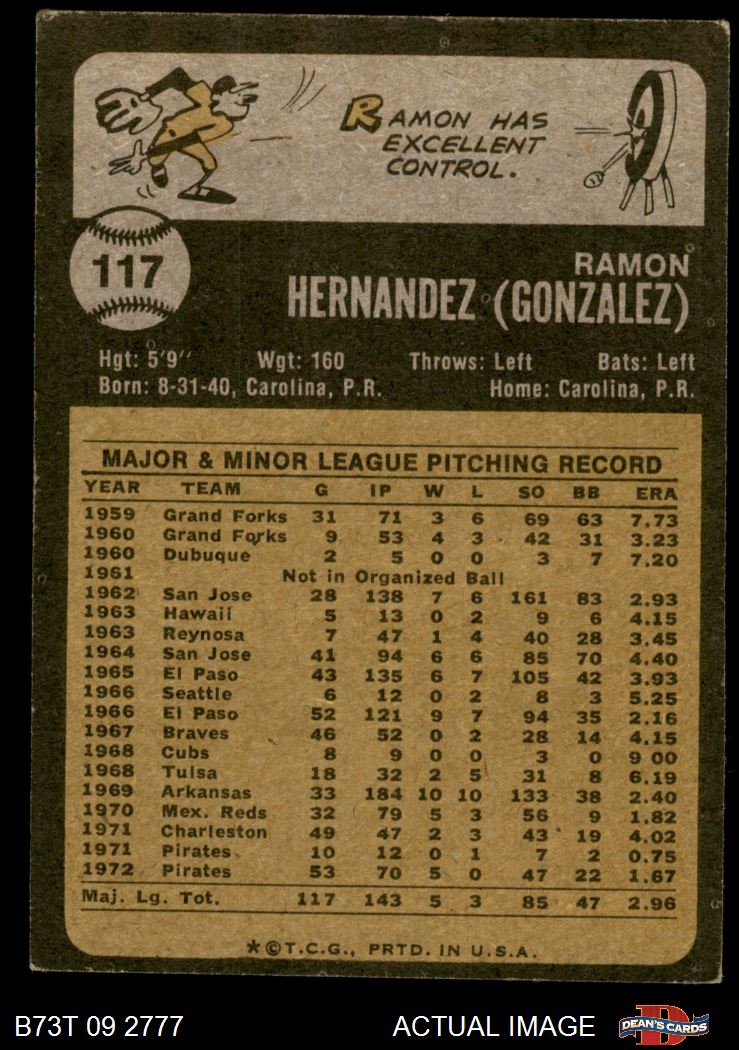 RAMON HAS
EXCELLENT
CONTROL.
117
RAMON
HERNANDEZ (GONZALEZ)
Hgt: 5'9" Wgt: 160 Throws: Left Bats: Left
Born: 8-31-40, Carolina, P.R. Home: Carolina, P.R.
MAJOR & MINOR LEAGUE PITCHING RECORD
YEAR TEAM G IP W L SO BB ERA
1959 Grand Forks 31 71 3 6 69 63 7.73
1960 Grand Forks 9 53 4 3 42 31 3.23
1960 Dubuque 2 5 0 0 3 7 7.20
1961 Not in Organized Ball
1962 San Jose 28 138 7 6 161 83 2.93
1963 Hawaii 5 13 0 2 9 6 4.15
1963 Reynosa 7 47 1 4 40 28 3.45
1964 San Jose 41 94 6 6 85 70 4.40
1965 El Paso 43 135 6 7 105 42 3.93
1966 Seattle 6 12 0 2 8 3 5.25
1966 El Paso 52 121 9 7 94 35 2.16
1967 Braves 46 52 0 2 28 14 4.15
1968 Cubs 8 9 0 0 3 0 9 00
1968 Tulsa 18 32 2 5 31 8 6.19
1969 Arkansas 33 184 10 10 133 38 2.40
1970 Mex. Reds 32 79 5 3 56 9 1.82
1971 Charleston 49 47 2 3 43 19 4.02
1971 Pirates 10 12 0 1 7 2 0.75
1972 Pirates 53 70 5 0 47 22 1.67
Maj. Lg. Tot. 117 143 5 3 85 47 2.96
*©T.C.G., PRTD. IN U.S.A.
B73T 09 2777 ACTUAL IMAGE D DEAN'S CARDS